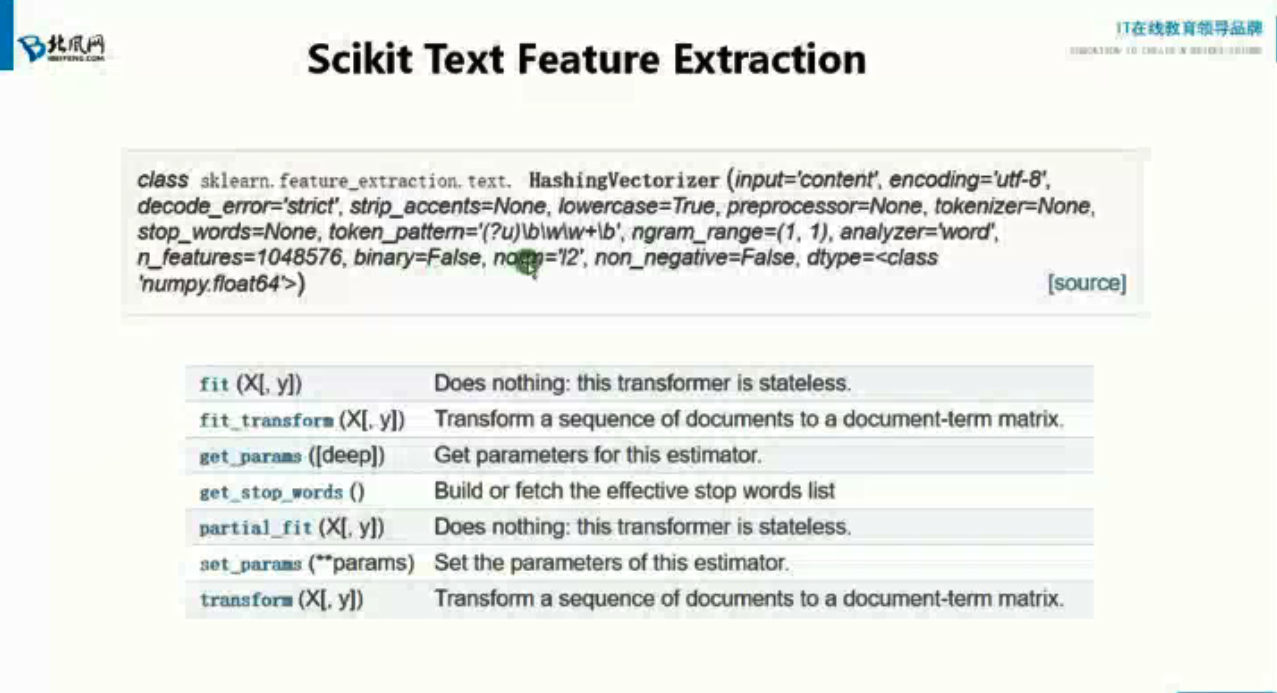 北风网
IBEIFENG.COM
IT在线教育领导品牌
Scikit Text Feature Extraction
class sklearn.feature_extraction.text. HashingVectorizer (input='content', encoding='utf-8',
decode_error='strict', strip_accents=None, lowercase=True, preprocessor=None, tokenizer=None,
stop_words=None, token_pattern='(?u)\b\w\w+\b', ngram_range=(1, 1), analyzer='word',
n_features=1048576, binary=False, norm='l2', non_negative=False, dtype=<class
'numpy.float64'>)
[source]
fit (X[, y]) Does nothing: this transformer is stateless.
fit_transform (X[, y]) Transform a sequence of documents to a document-term matrix.
get_params ([deep]) Get parameters for this estimator.
get_stop_words () Build or fetch the effective stop words list
partial_fit (X[, y]) Does nothing: this transformer is stateless.
set_params (**params) Set the parameters of this estimator.
transform (X[, y]) Transform a sequence of documents to a document-term matrix.